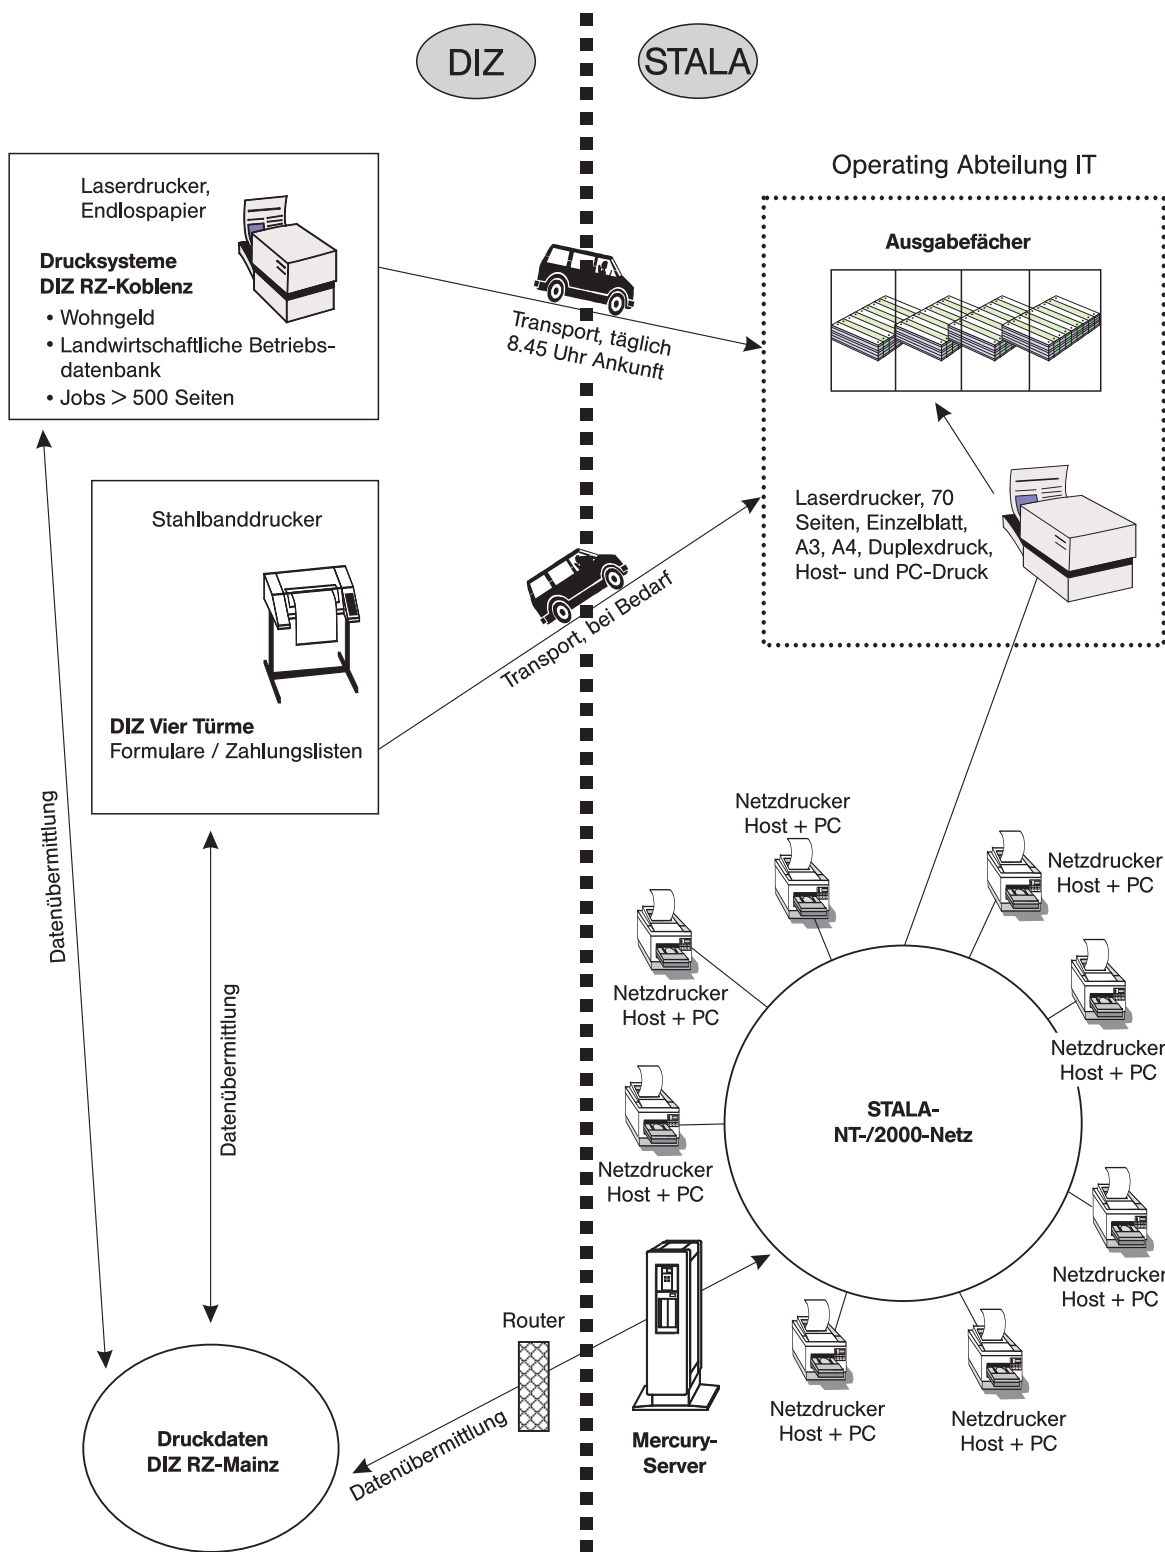 DIZ
STALA
Laserdrucker,
Endlospapier
Drucksysteme
DIZ RZ-Koblenz
• Wohngeld
• Landwirtschaftliche Betriebs-
datenbank
• Jobs > 500 Seiten
Transport, täglich
8.45 Uhr Ankunft
Operating Abteilung IT
Ausgabefächer
Laserdrucker, 70
Seiten, Einzelblatt,
A3, A4, Duplexdruck,
Host- und PC-Druck
Stahlbanddrucker
DIZ Vier Türme
Formulare / Zahlungslisten
Transport, bei Bedarf
Datenübermittlung
Datenübermittlung
Netzdrucker
Host + PC
Netzdrucker
Host + PC
Netzdrucker
Host + PC
Netzdrucker
Host + PC
Netzdrucker
Host + PC
STALA-
NT-/2000-Netz
Netzdrucker
Host + PC
Netzdrucker
Host + PC
Netzdrucker
Host + PC
Router
Datenübermittlung
Mercury-
Server
Druckdaten
DIZ RZ-Mainz